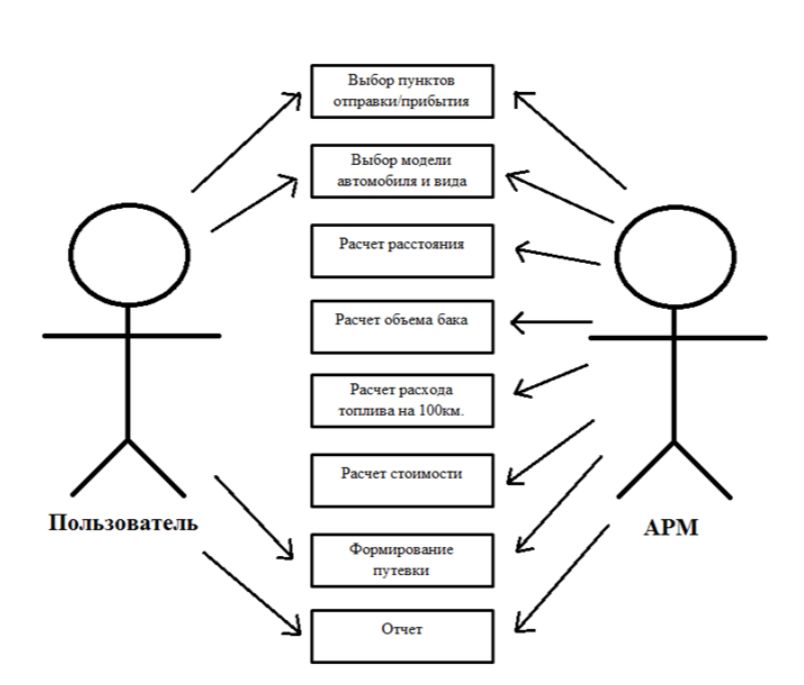 Выбор пунктов
отправки/прибытия
Выбор модели
автомобиля и вида
Расчет расстояния
Расчет объема бака
Расчет расхода
топлива на 100км.
Расчет стоимости
Формирование
путевки
Отчет
Пользователь
АРМ